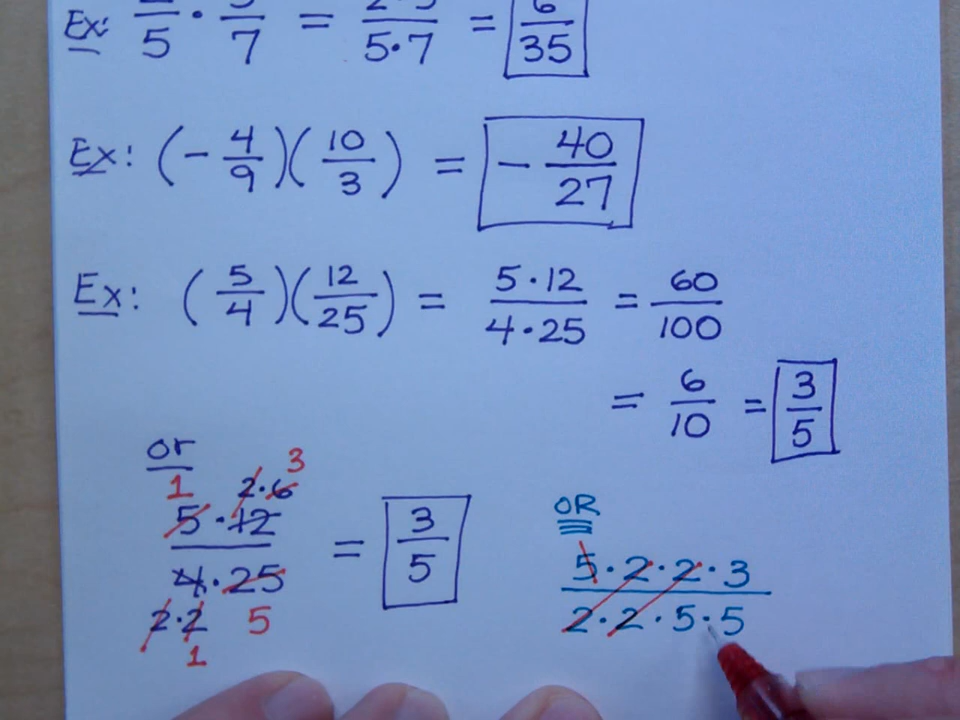 Ex: /5 · /7 = /5·7 = 6/35
Ex: (- 4/9)(10/3) = - 40/27
Ex: (5/4)(12/25) = 5·12/4·25 = 60/100
= 6/10 = 3/5
or
1 2·6 3
5·12/4·25 = 3/5
2·2 5
1
OR
5·2·2·3
2·2·5·5